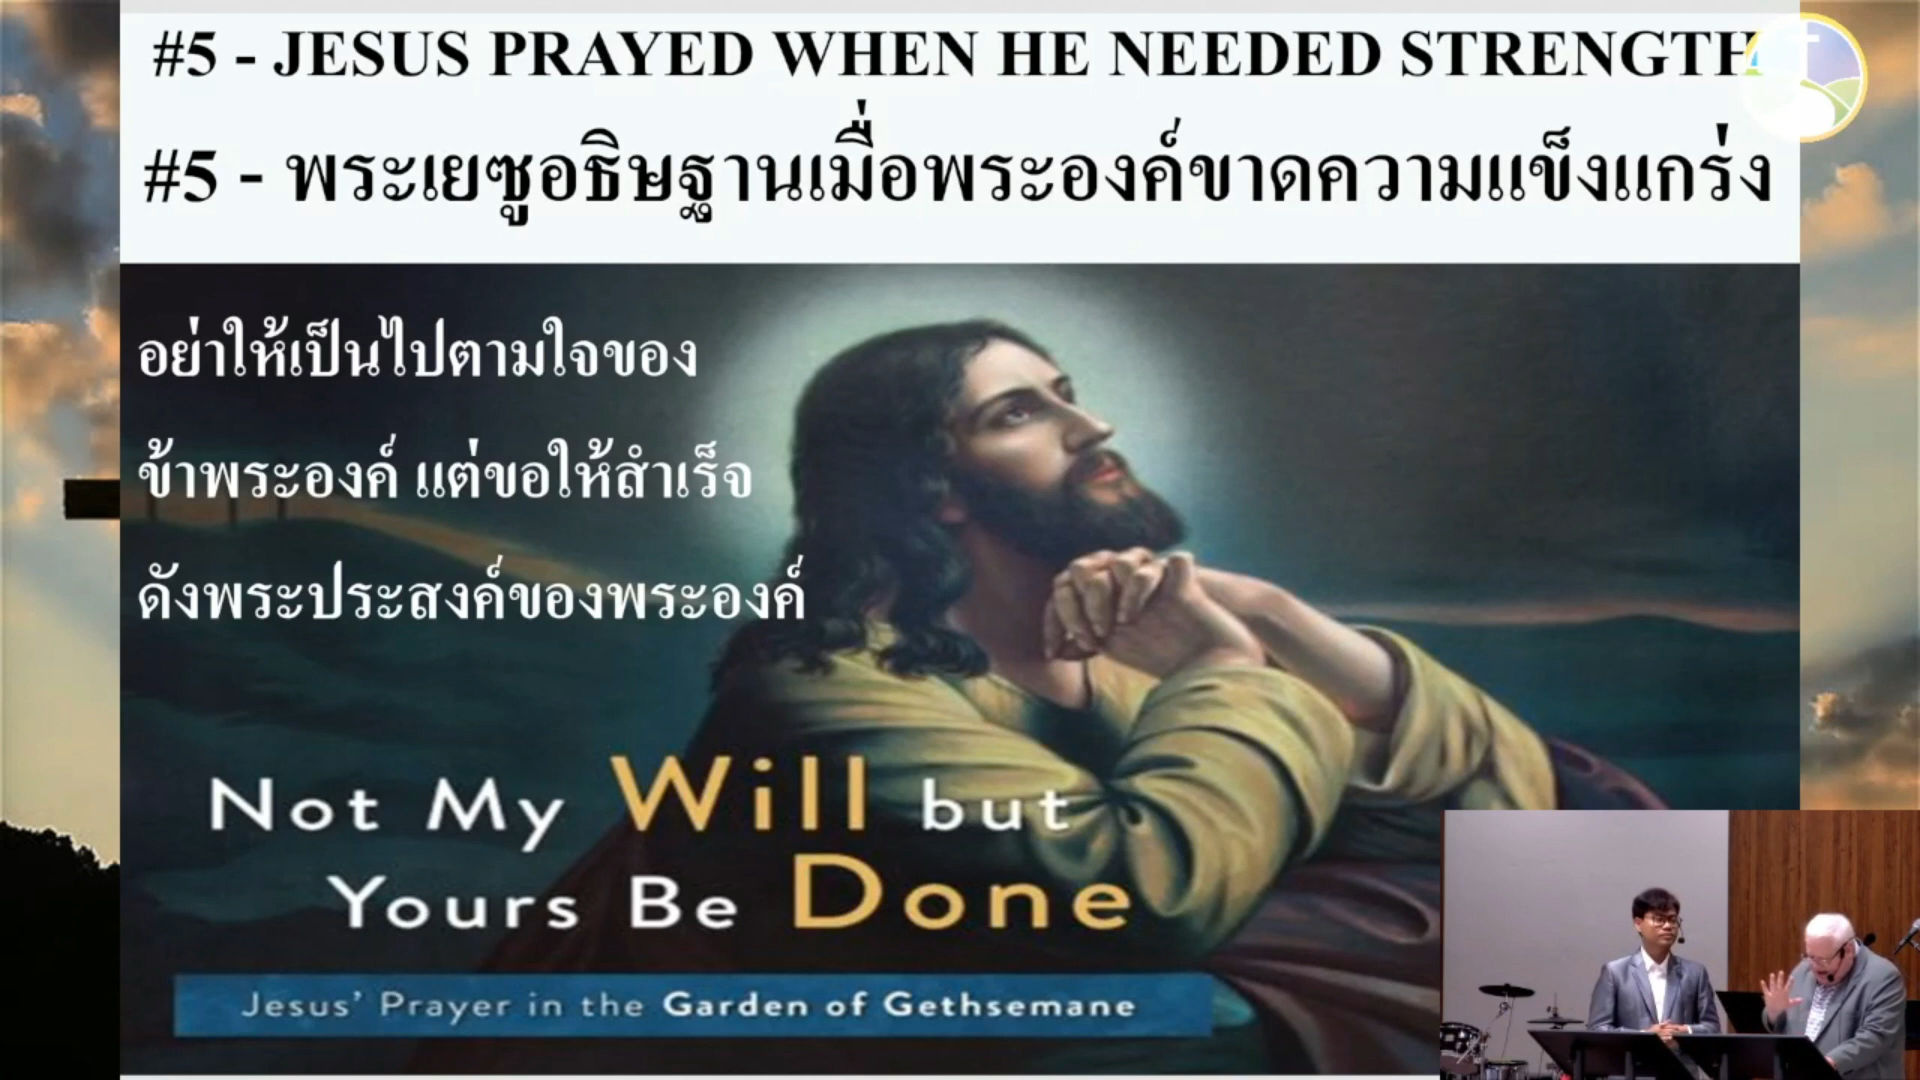 #5 - JESUS PRAYED WHEN HE NEEDED STRENGTH
#5 - พระเยซูอธิษฐานเมื่อพระองค์ขาดความแข็งแกร่ง
อย่าให้เป็นไปตามใจของ
ข้าพระองค์ แต่ขอให้สำเร็จ
ดังพระประสงค์ของพระองค์
Not My Will but
Yours Be Done
Jesus' Prayer in the Garden of Gethsemane